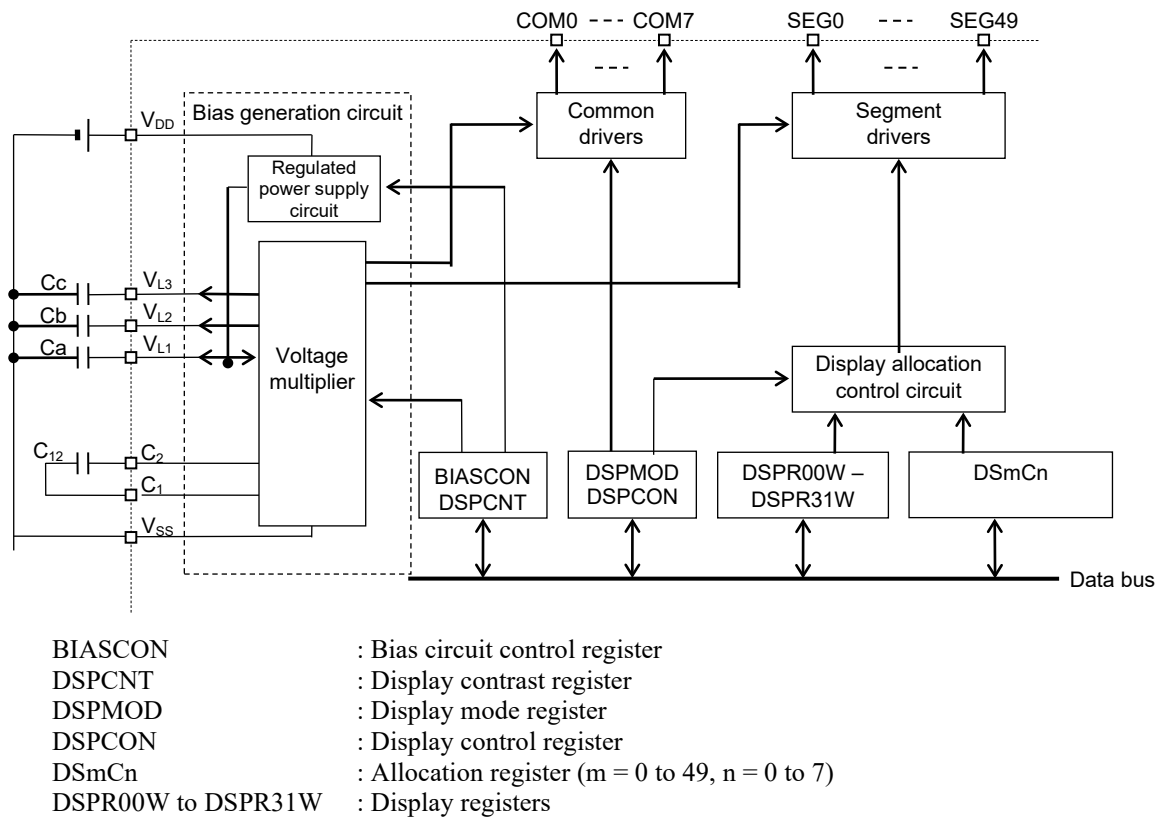 COM0 ---- COM7 SEG0 --- SEG49
Bias generation circuit
Common
drivers
Segment
drivers
VDD
Regulated
power supply
circuit
Cc VL3
Cb VL2
Ca VL1
Voltage
multiplier
Display allocation
control circuit
C12 C2
C1
VSS
BIASCON
DSPCNT
DSPMOD
DSPCON
DSPR00W –
DSPR31W
DSmCn
Data bus
BIASCON : Bias circuit control register
DSPCNT : Display contrast register
DSPMOD : Display mode register
DSPCON : Display control register
DSmCn : Allocation register (m = 0 to 49, n = 0 to 7)
DSPR00W to DSPR31W : Display registers